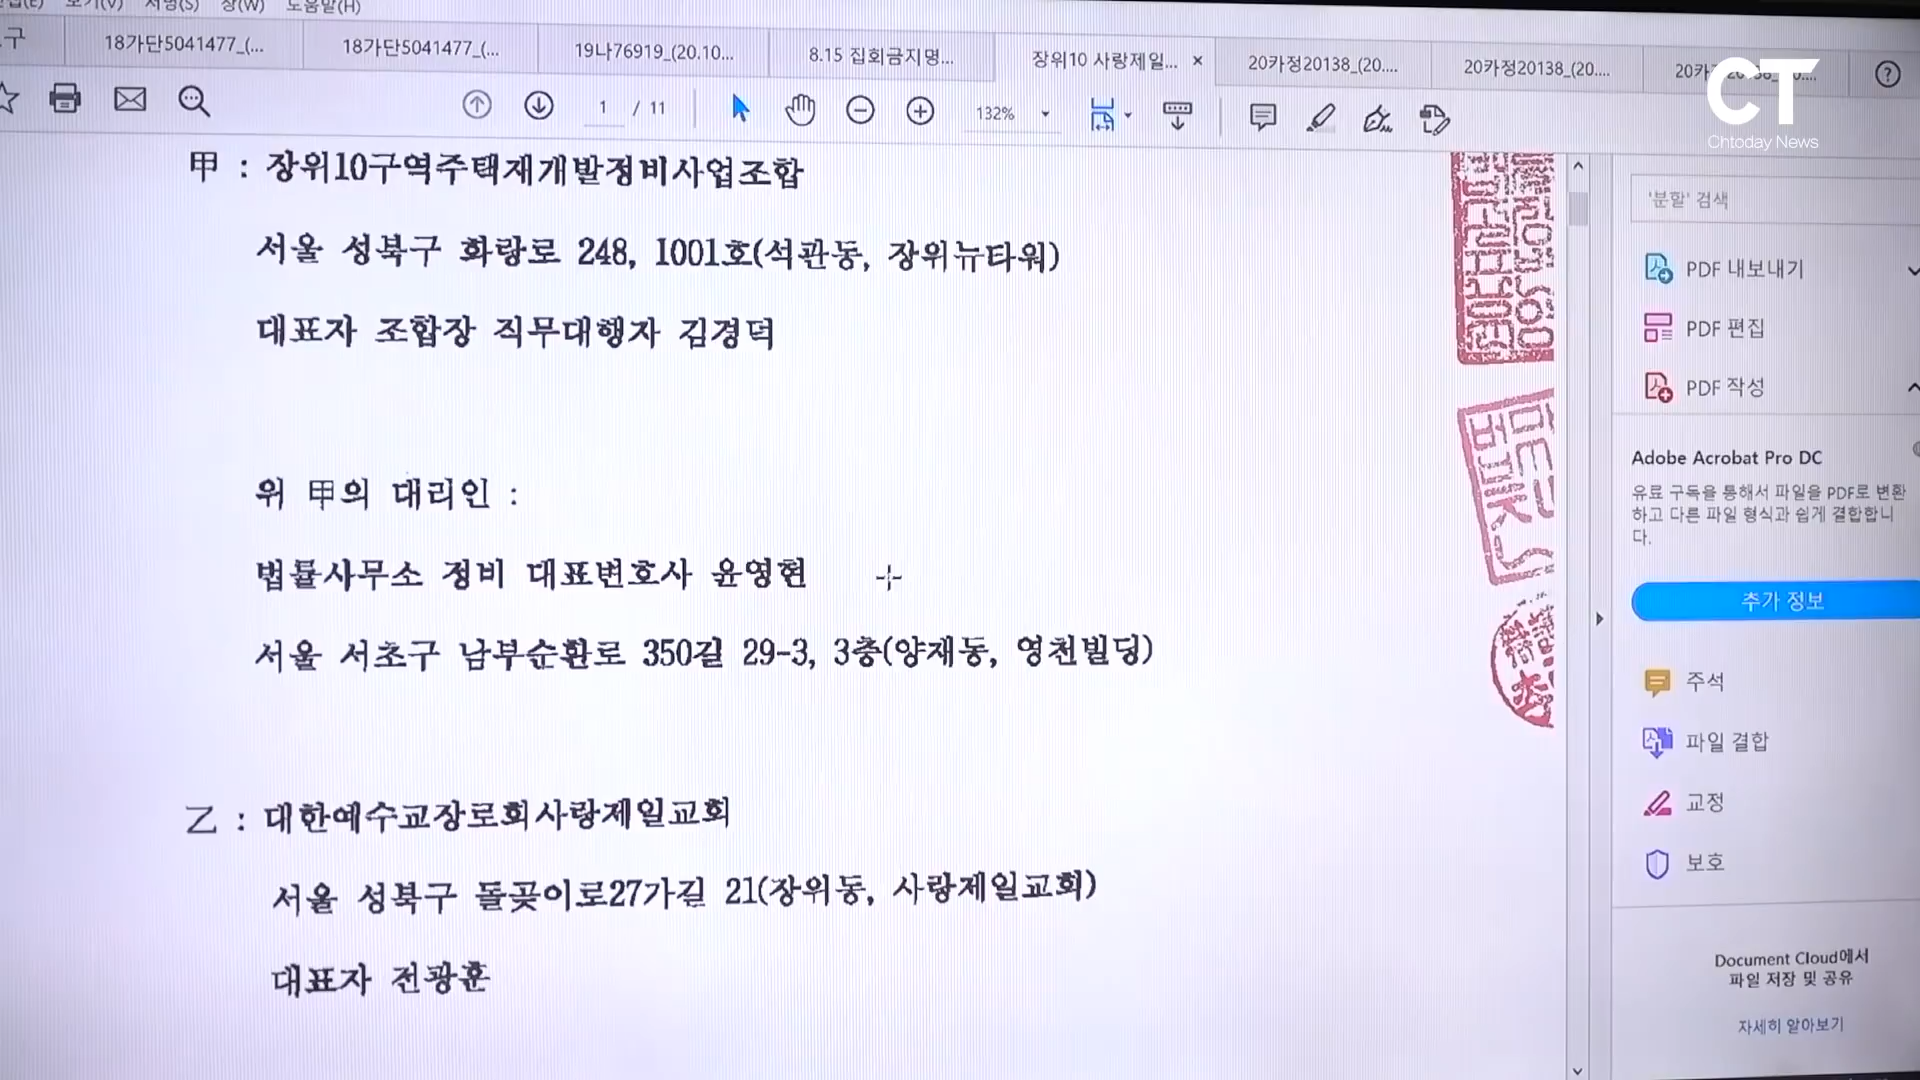 보기(V) 서명(S) 창(W) 도움말(H)
구 18가단5041477_(... 18가단5041477_(... 19나76919_(20.10... 8.15 집회금지명... 장위10 사랑제일... × 20카정20138_(20.... 20카정20138_(20.... ?
1 / 11 132%
CT
Chtoday News
甲 : 장위10구역주택재개발정비사업조합
서울 성북구 화랑로 248, 1001호(석관동, 장위뉴타워)
대표자 조합장 직무대행자 김경덕
위 甲의 대리인 :
법률사무소 정비 대표변호사 윤영현
서울 서초구 남부순환로 350길 29-3, 3층(양재동, 영천빌딩)
乙 : 대한예수교장로회사랑제일교회
서울 성북구 돌곶이로27가길 21(장위동, 사랑제일교회)
대표자 전광훈
'분할' 검색
PDF 내보내기
PDF 편집
PDF 작성
Adobe Acrobat Pro DC
유료 구독을 통해서 파일을 PDF로 변환
하고 다른 파일 형식과 쉽게 결합합니
다.
추가 정보
주석
파일 결합
교정
보호
Document Cloud에서
파일 저장 및 공유
자세히 알아보기